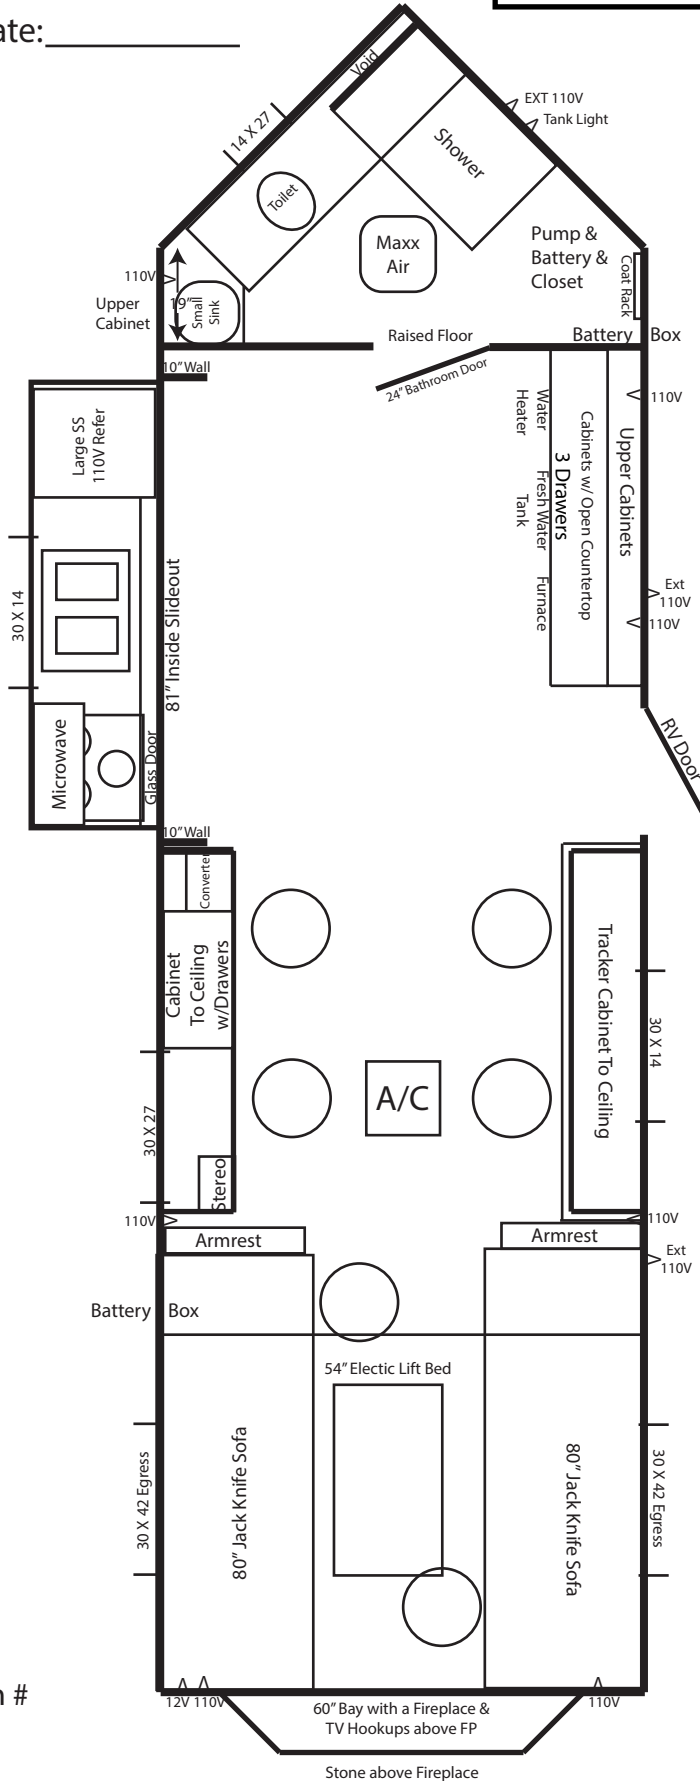 ate:
Void
EXT 110V
Tank Light
14 X 27
Shower
Toilet
Maxx
Air
Pump &
Battery &
Closet
Coat Rack
110V
19"
Small
Sink
Upper
Cabinet
Raised Floor
Battery Box
10" Wall
24" Bathroom Door
Large SS
110V Refer
Water
Heater
Fresh Water
Tank
Furnace
3 Drawers
Cabinets w/ Open Countertop
Upper Cabinets
110V
Ext
110V
110V
30 X 14
81" Inside Slideout
RV Door
Microwave
Glass Door
10" Wall
Converter
Cabinet
To Ceiling
w/Drawers
Tracker Cabinet To Ceiling
30 X 14
A/C
30 X 27
Stereo
110V
110V
Armrest
Armrest
Ext
110V
Battery Box
54" Electic Lift Bed
80" Jack Knife Sofa
80" Jack Knife Sofa
30 X 42 Egress
30 X 42 Egress
n #
12V 110V
110V
60" Bay with a Fireplace &
TV Hookups above FP
Stone above Fireplace